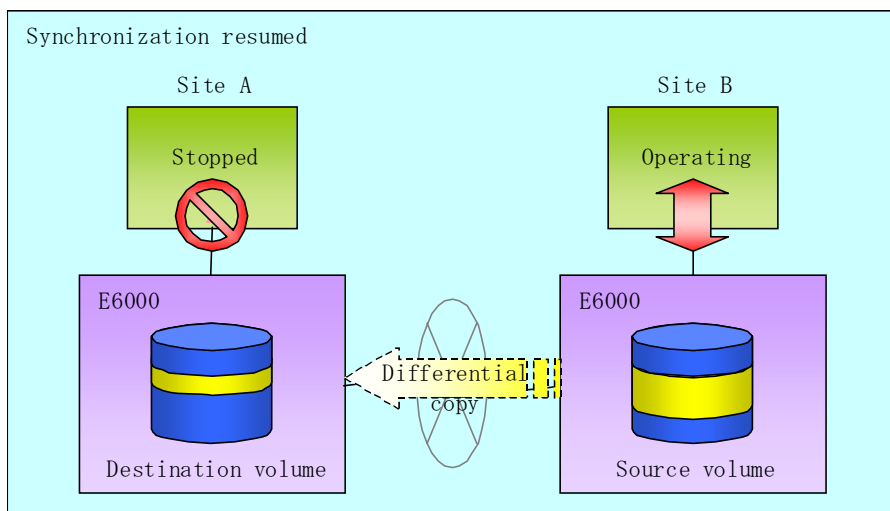 Synchronization resumed
Site A
Site B
Stopped
Operating
E6000
E6000
Differential
copy
Destination volume
Source volume